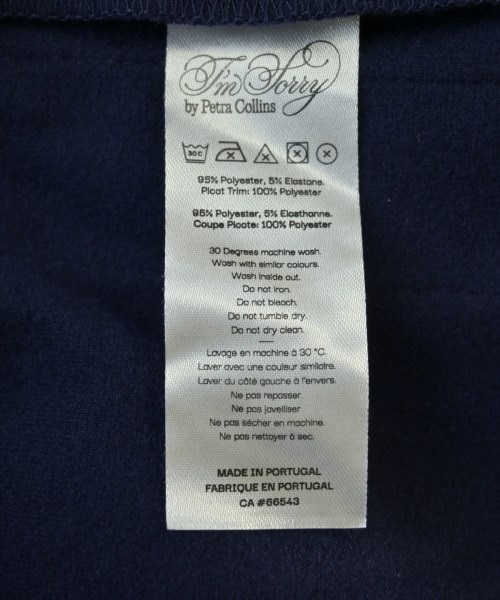 I'm Sorry
by Petra Collins
30 C
95% Polyester, 5% Elastane.
Picot Trim: 100% Polyester
95% Polyester, 5% Elasthanne.
Coupe Picote: 100% Polyester
30 Degrees machine wash.
Wash with similar colours.
Wash inside out.
Do not iron.
Do not bleach.
Do not tumble dry.
Do not dry clean.
Lavage en machine à 30 °C.
Laver avec une couleur similaire.
Laver du côté gauche à l'envers.
Ne pas repasser.
Ne pas javelliser
Ne pas sécher en machine.
Ne pas nettoyer à sec.
MADE IN PORTUGAL
FABRIQUE EN PORTUGAL
CA #66543